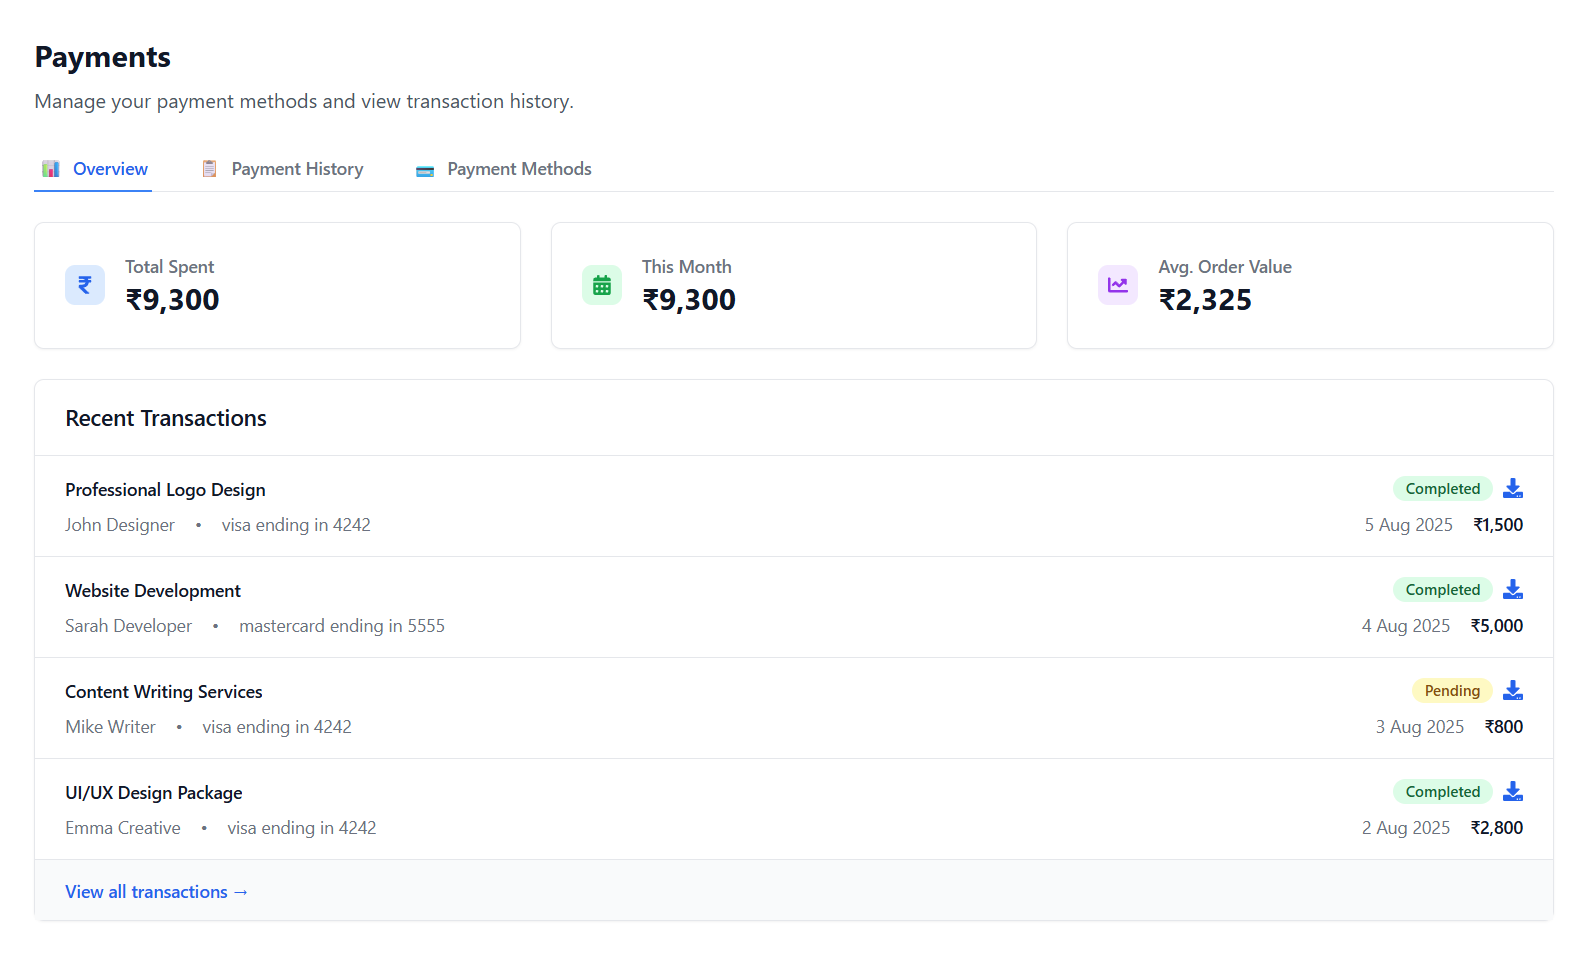 Payments
Manage your payment methods and view transaction history.
Overview Payment History Payment Methods
Total Spent
₹9,300
This Month
₹9,300
Avg. Order Value
₹2,325
Recent Transactions
Professional Logo Design Completed
John Designer • visa ending in 4242 5 Aug 2025 ₹1,500
Website Development Completed
Sarah Developer • mastercard ending in 5555 4 Aug 2025 ₹5,000
Content Writing Services Pending
Mike Writer • visa ending in 4242 3 Aug 2025 ₹800
UI/UX Design Package Completed
Emma Creative • visa ending in 4242 2 Aug 2025 ₹2,800
View all transactions →